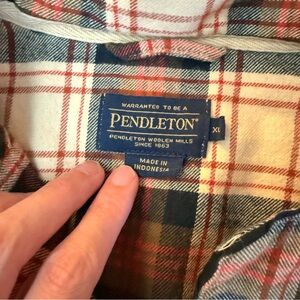 WARRANTED TO BE A
PENDLETON®
XL
PENDLETON WOOLEN MILLS
SINCE 1863
MADE IN
INDONESIA